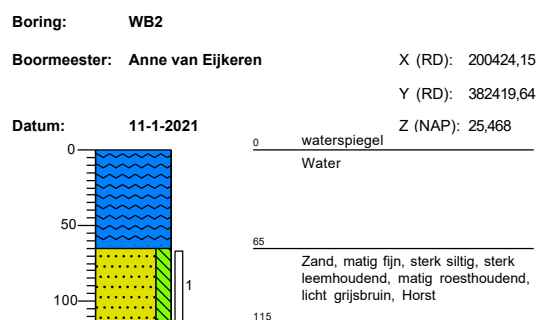 Boring: WB2
Boormeester: Anne van Eijkeren X (RD): 200424,15
Y (RD): 382419,64
Datum: 11-1-2021 Z (NAP): 25,468
0 0 waterspiegel
Water
50
65
Zand, matig fijn, sterk siltig, sterk
leemhoudend, matig roesthoudend,
1 licht grijsbruin, Horst
100
115